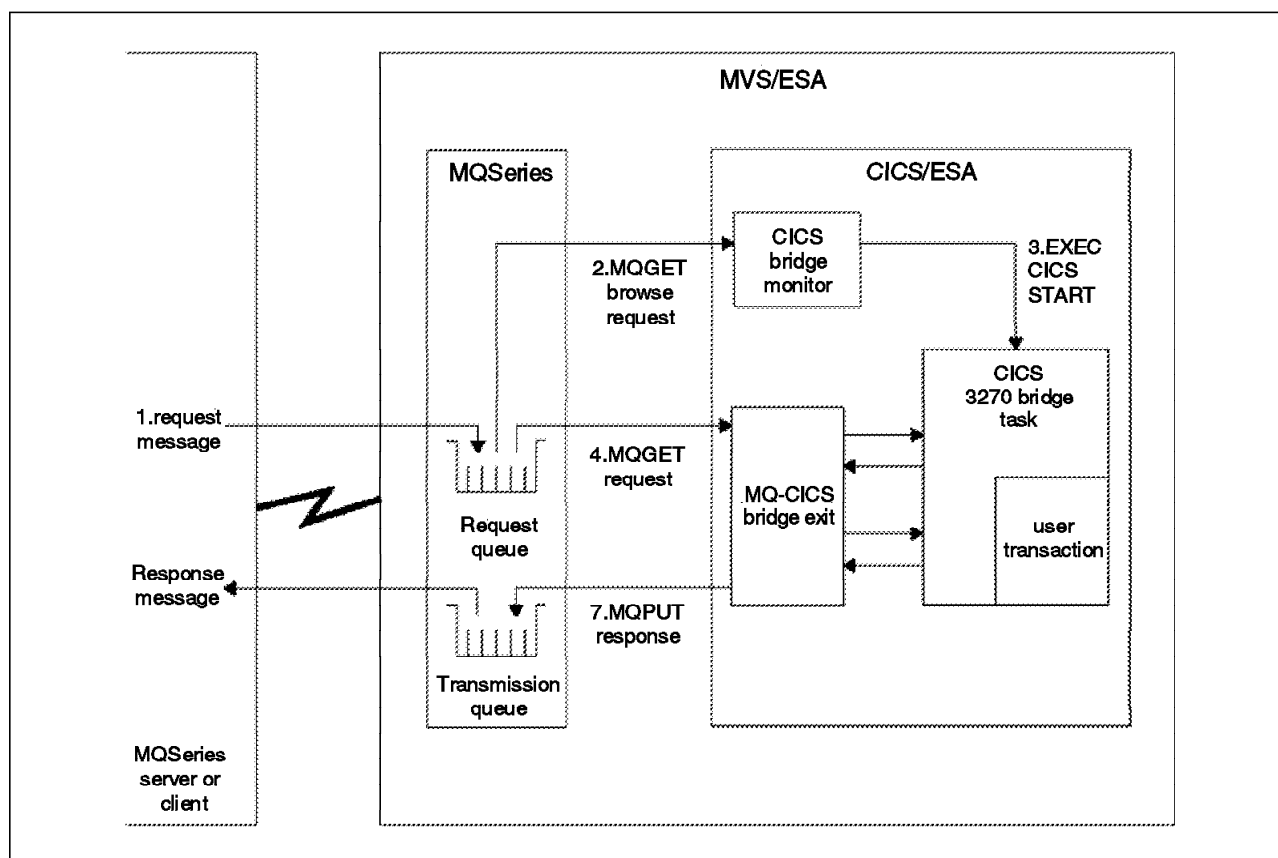 MVS/ESA
MQSeries
CICS/ESA
CICS
bridge
monitor
2.MQGET
browse
request
3.EXEC
CICS
START
CICS
3270 bridge
task
1.request
message
4.MQGET
request
MQ-CICS
bridge exit
user
transaction
Request
queue
Response
message
7.MQPUT
response
Transmission
queue
MQSeries
server or
client